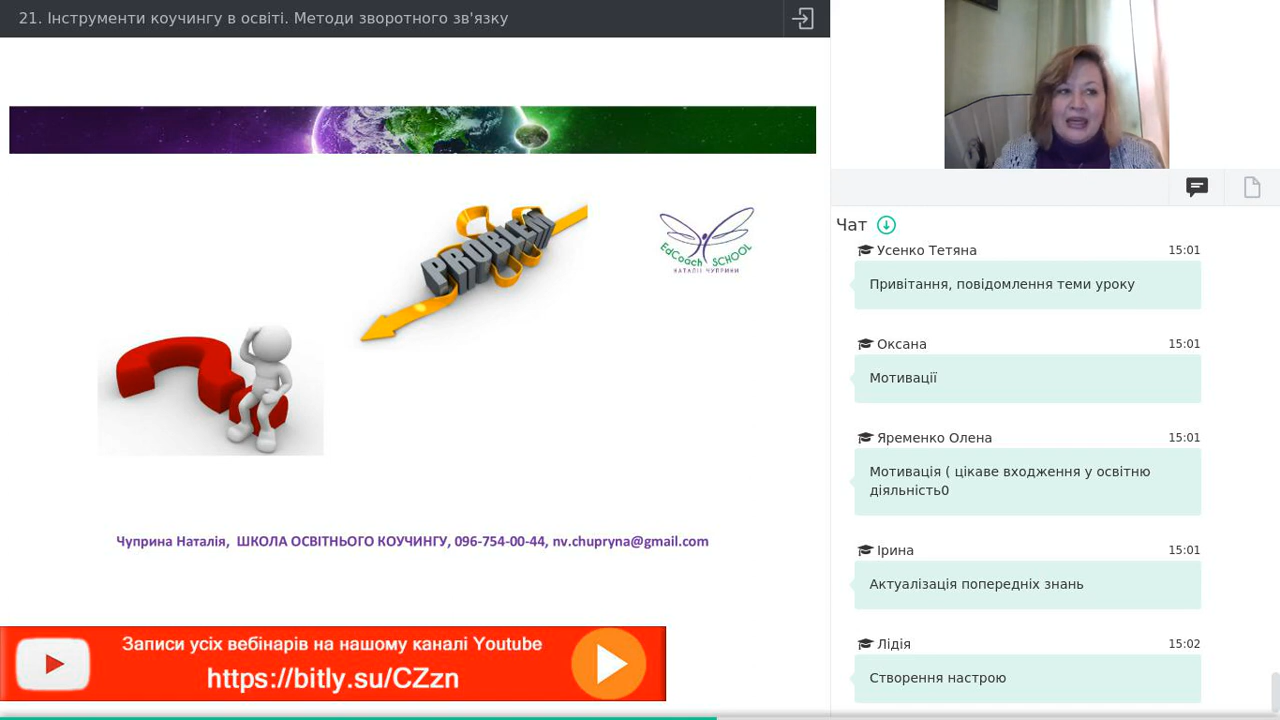 21. Інструменти коучингу в освіті. Методи зворотного зв'язку
PROBLEM
EdCoach SCHOOL
НАТАЛІЇ ЧУПРИНИ
Чуприна Наталія, ШКОЛА ОСВІТНЬОГО КОУЧИНГУ, 096-754-00-44, nv.chupryna@gmail.com
Записи усіх вебінарів на нашому каналі Youtube
https://bitly.su/CZzn
Чат
Усенко Тетяна 15:01
Привітання, повідомлення теми уроку
Оксана 15:01
Мотивації
Яременко Олена 15:01
Мотивація ( цікаве входження у освітню
діяльність0
Ірина 15:01
Актуалізація попередніх знань
Лідія 15:02
Створення настрою